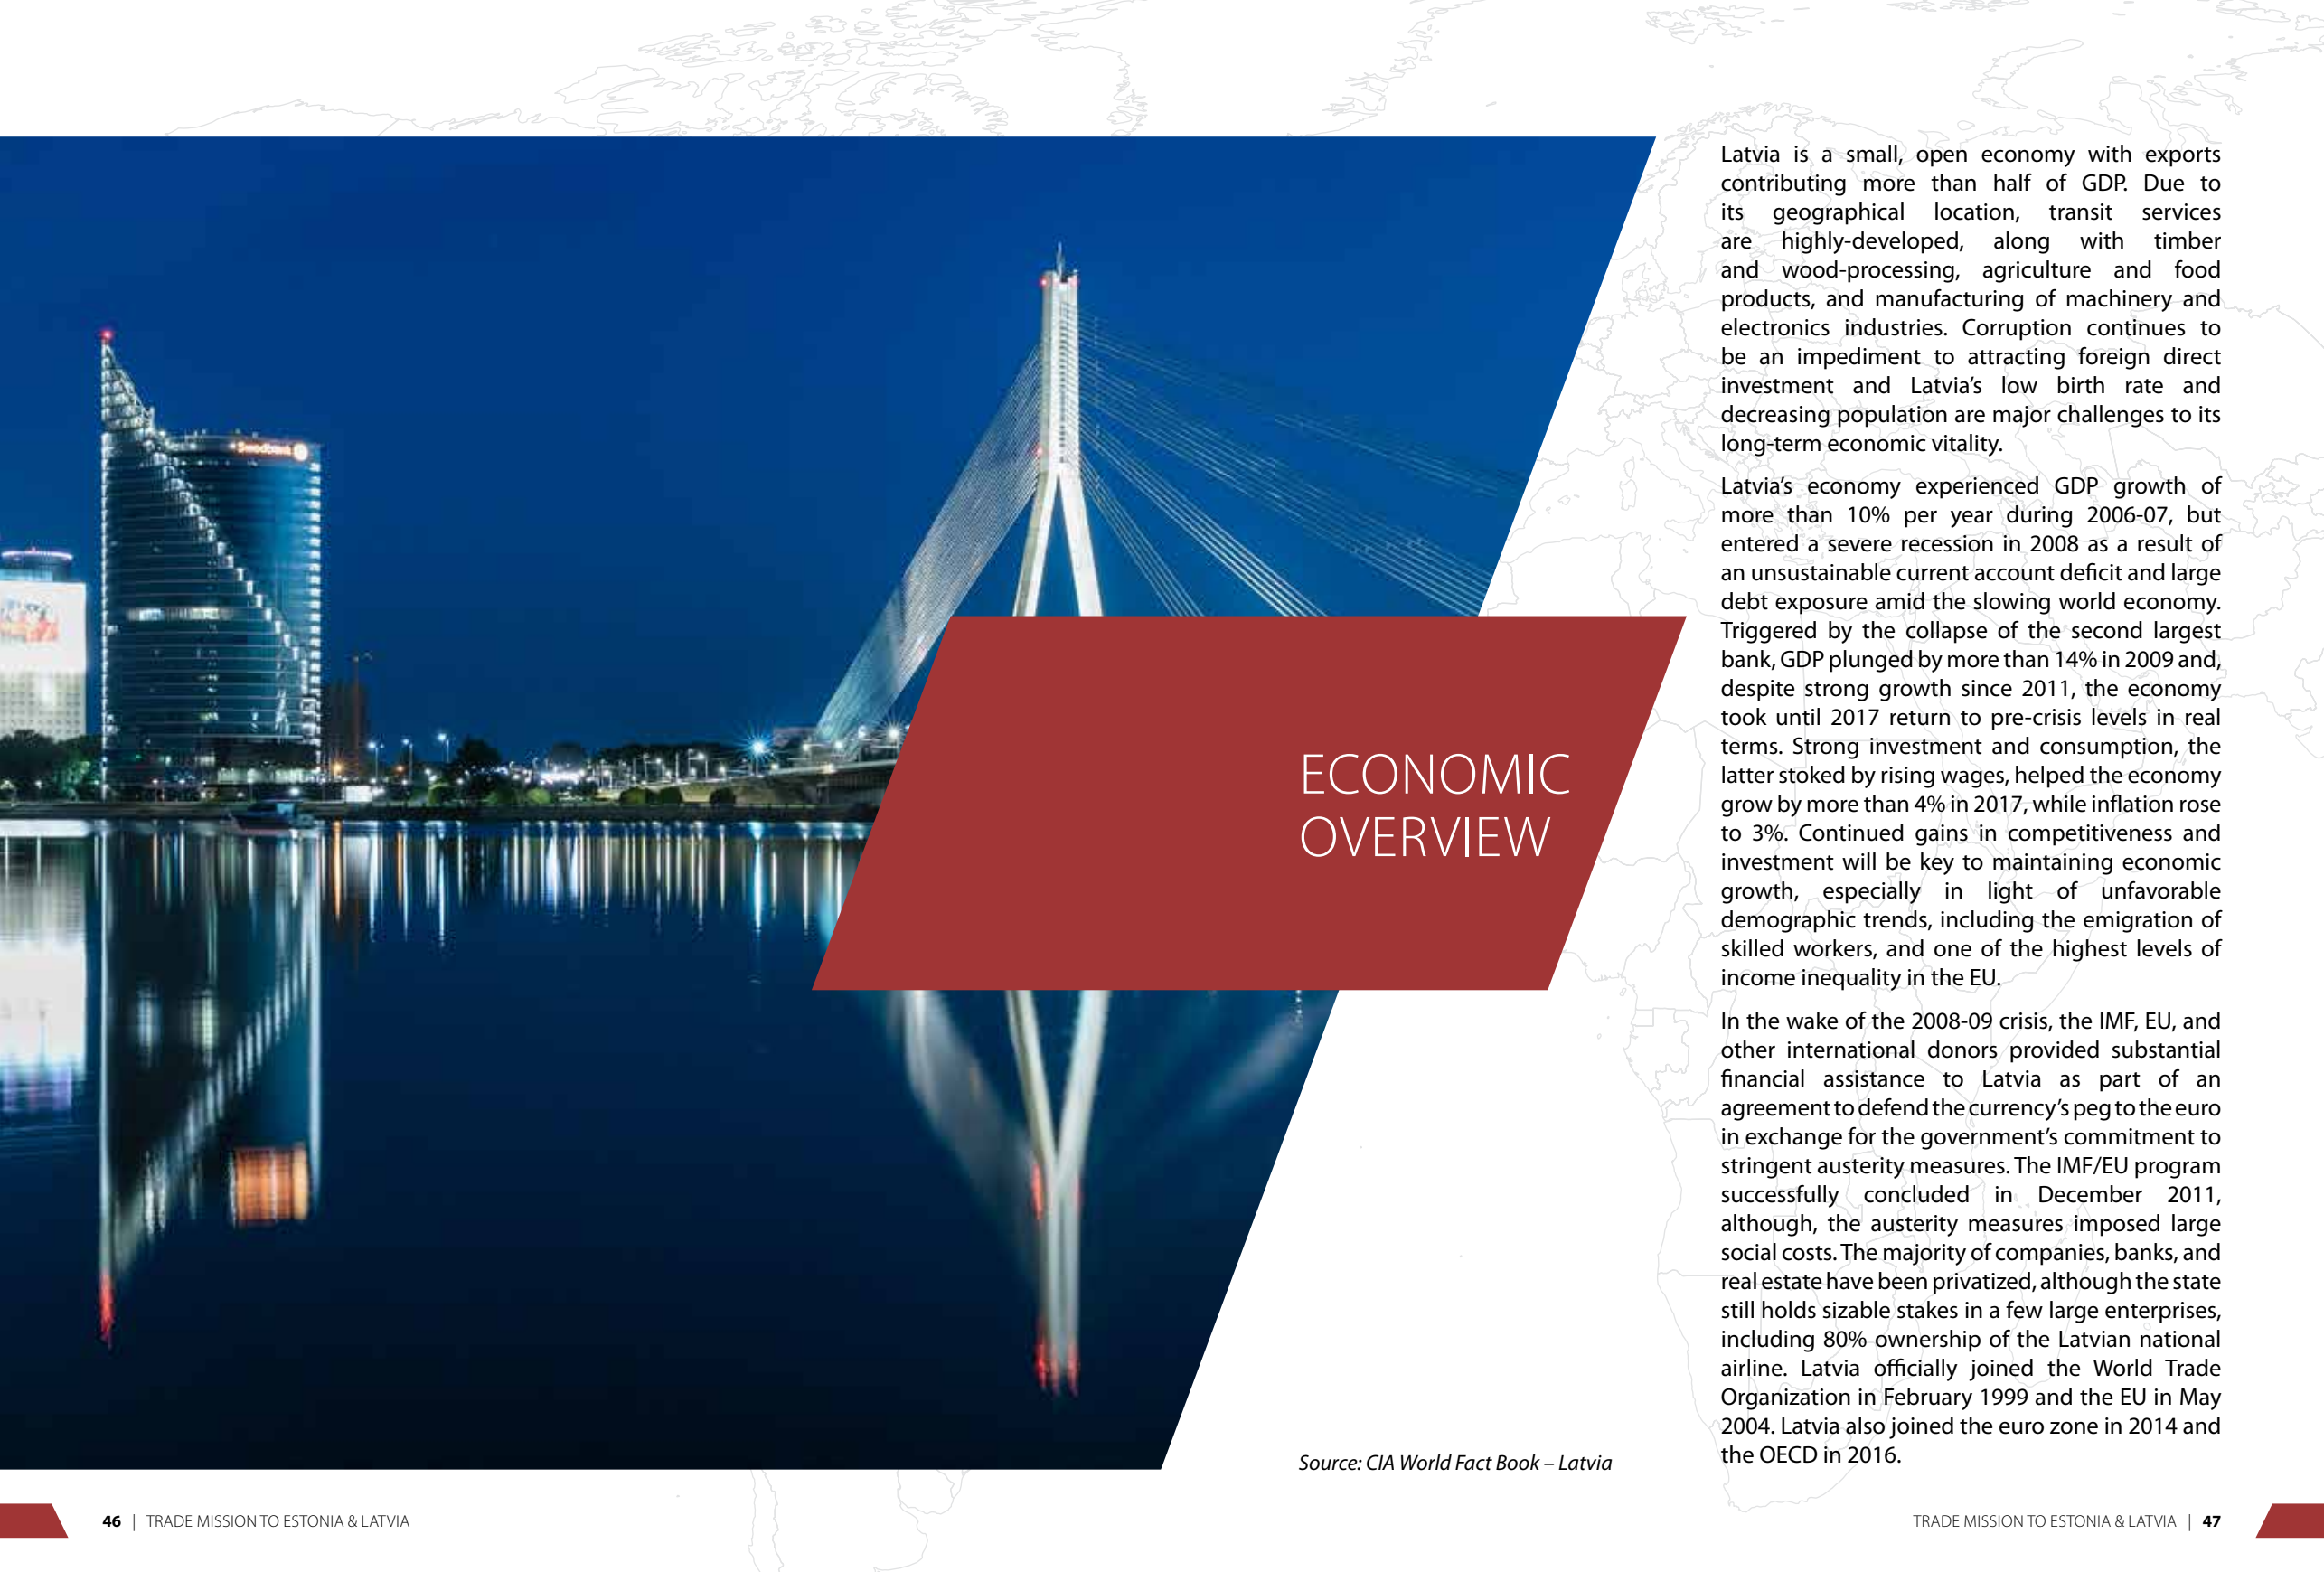 Swedbank
ECONOMIC
OVERVIEW
Latvia is a small, open economy with exports
contributing more than half of GDP. Due to
its geographical location, transit services
are highly-developed, along with timber
and wood-processing, agriculture and food
products, and manufacturing of machinery and
electronics industries. Corruption continues to
be an impediment to attracting foreign direct
investment and Latvia’s low birth rate and
decreasing population are major challenges to its
long-term economic vitality.
Latvia’s economy experienced GDP growth of
more than 10% per year during 2006-07, but
entered a severe recession in 2008 as a result of
an unsustainable current account deficit and large
debt exposure amid the slowing world economy.
Triggered by the collapse of the second largest
bank, GDP plunged by more than 14% in 2009 and,
despite strong growth since 2011, the economy
took until 2017 return to pre-crisis levels in real
terms. Strong investment and consumption, the
latter stoked by rising wages, helped the economy
grow by more than 4% in 2017, while inflation rose
to 3%. Continued gains in competitiveness and
investment will be key to maintaining economic
growth, especially in light of unfavorable
demographic trends, including the emigration of
skilled workers, and one of the highest levels of
income inequality in the EU.
In the wake of the 2008-09 crisis, the IMF, EU, and
other international donors provided substantial
financial assistance to Latvia as part of an
agreement to defend the currency’s peg to the euro
in exchange for the government’s commitment to
stringent austerity measures. The IMF/EU program
successfully concluded in December 2011,
although, the austerity measures imposed large
social costs. The majority of companies, banks, and
real estate have been privatized, although the state
still holds sizable stakes in a few large enterprises,
including 80% ownership of the Latvian national
airline. Latvia officially joined the World Trade
Organization in February 1999 and the EU in May
2004. Latvia also joined the euro zone in 2014 and
the OECD in 2016.
Source: CIA World Fact Book – Latvia
46 | TRADE MISSION TO ESTONIA & LATVIA
TRADE MISSION TO ESTONIA & LATVIA | 47